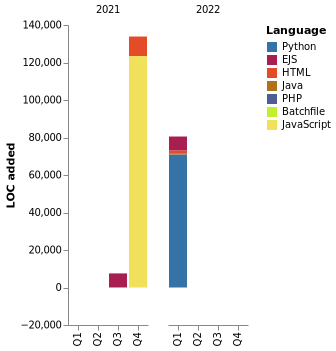 2021
2022
LOC added
140,000
120,000
100,000
80,000
60,000
40,000
20,000
0
−20,000
Q1
Q2
Q3
Q4
Q1
Q2
Q3
Q4
Language
Python
EJS
HTML
Java
PHP
Batchfile
JavaScript